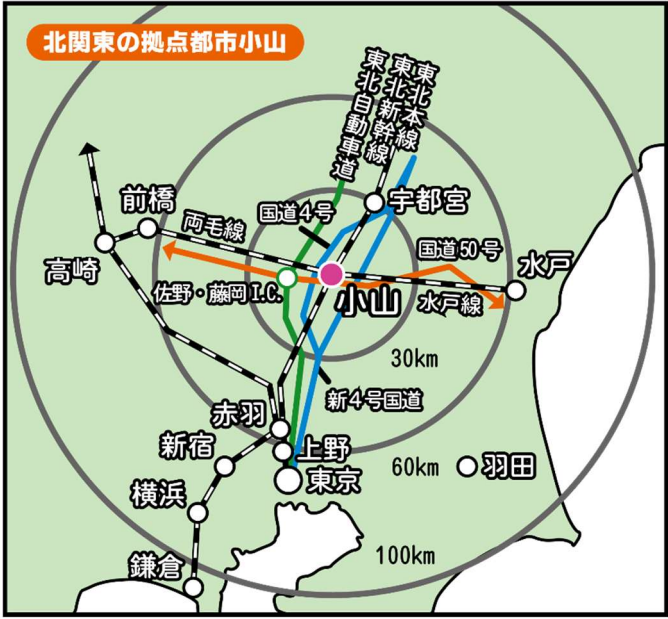 北関東の拠点都市小山
東北本線
東北新幹線
東北自動車道
前橋
両毛線
国道4号
宇都宮
高崎
国道50号
水戸
佐野・藤岡I.C.
小山
水戸線
30km
新4号国道
赤羽
新宿
上野
60km
羽田
東京
横浜
100km
鎌倉